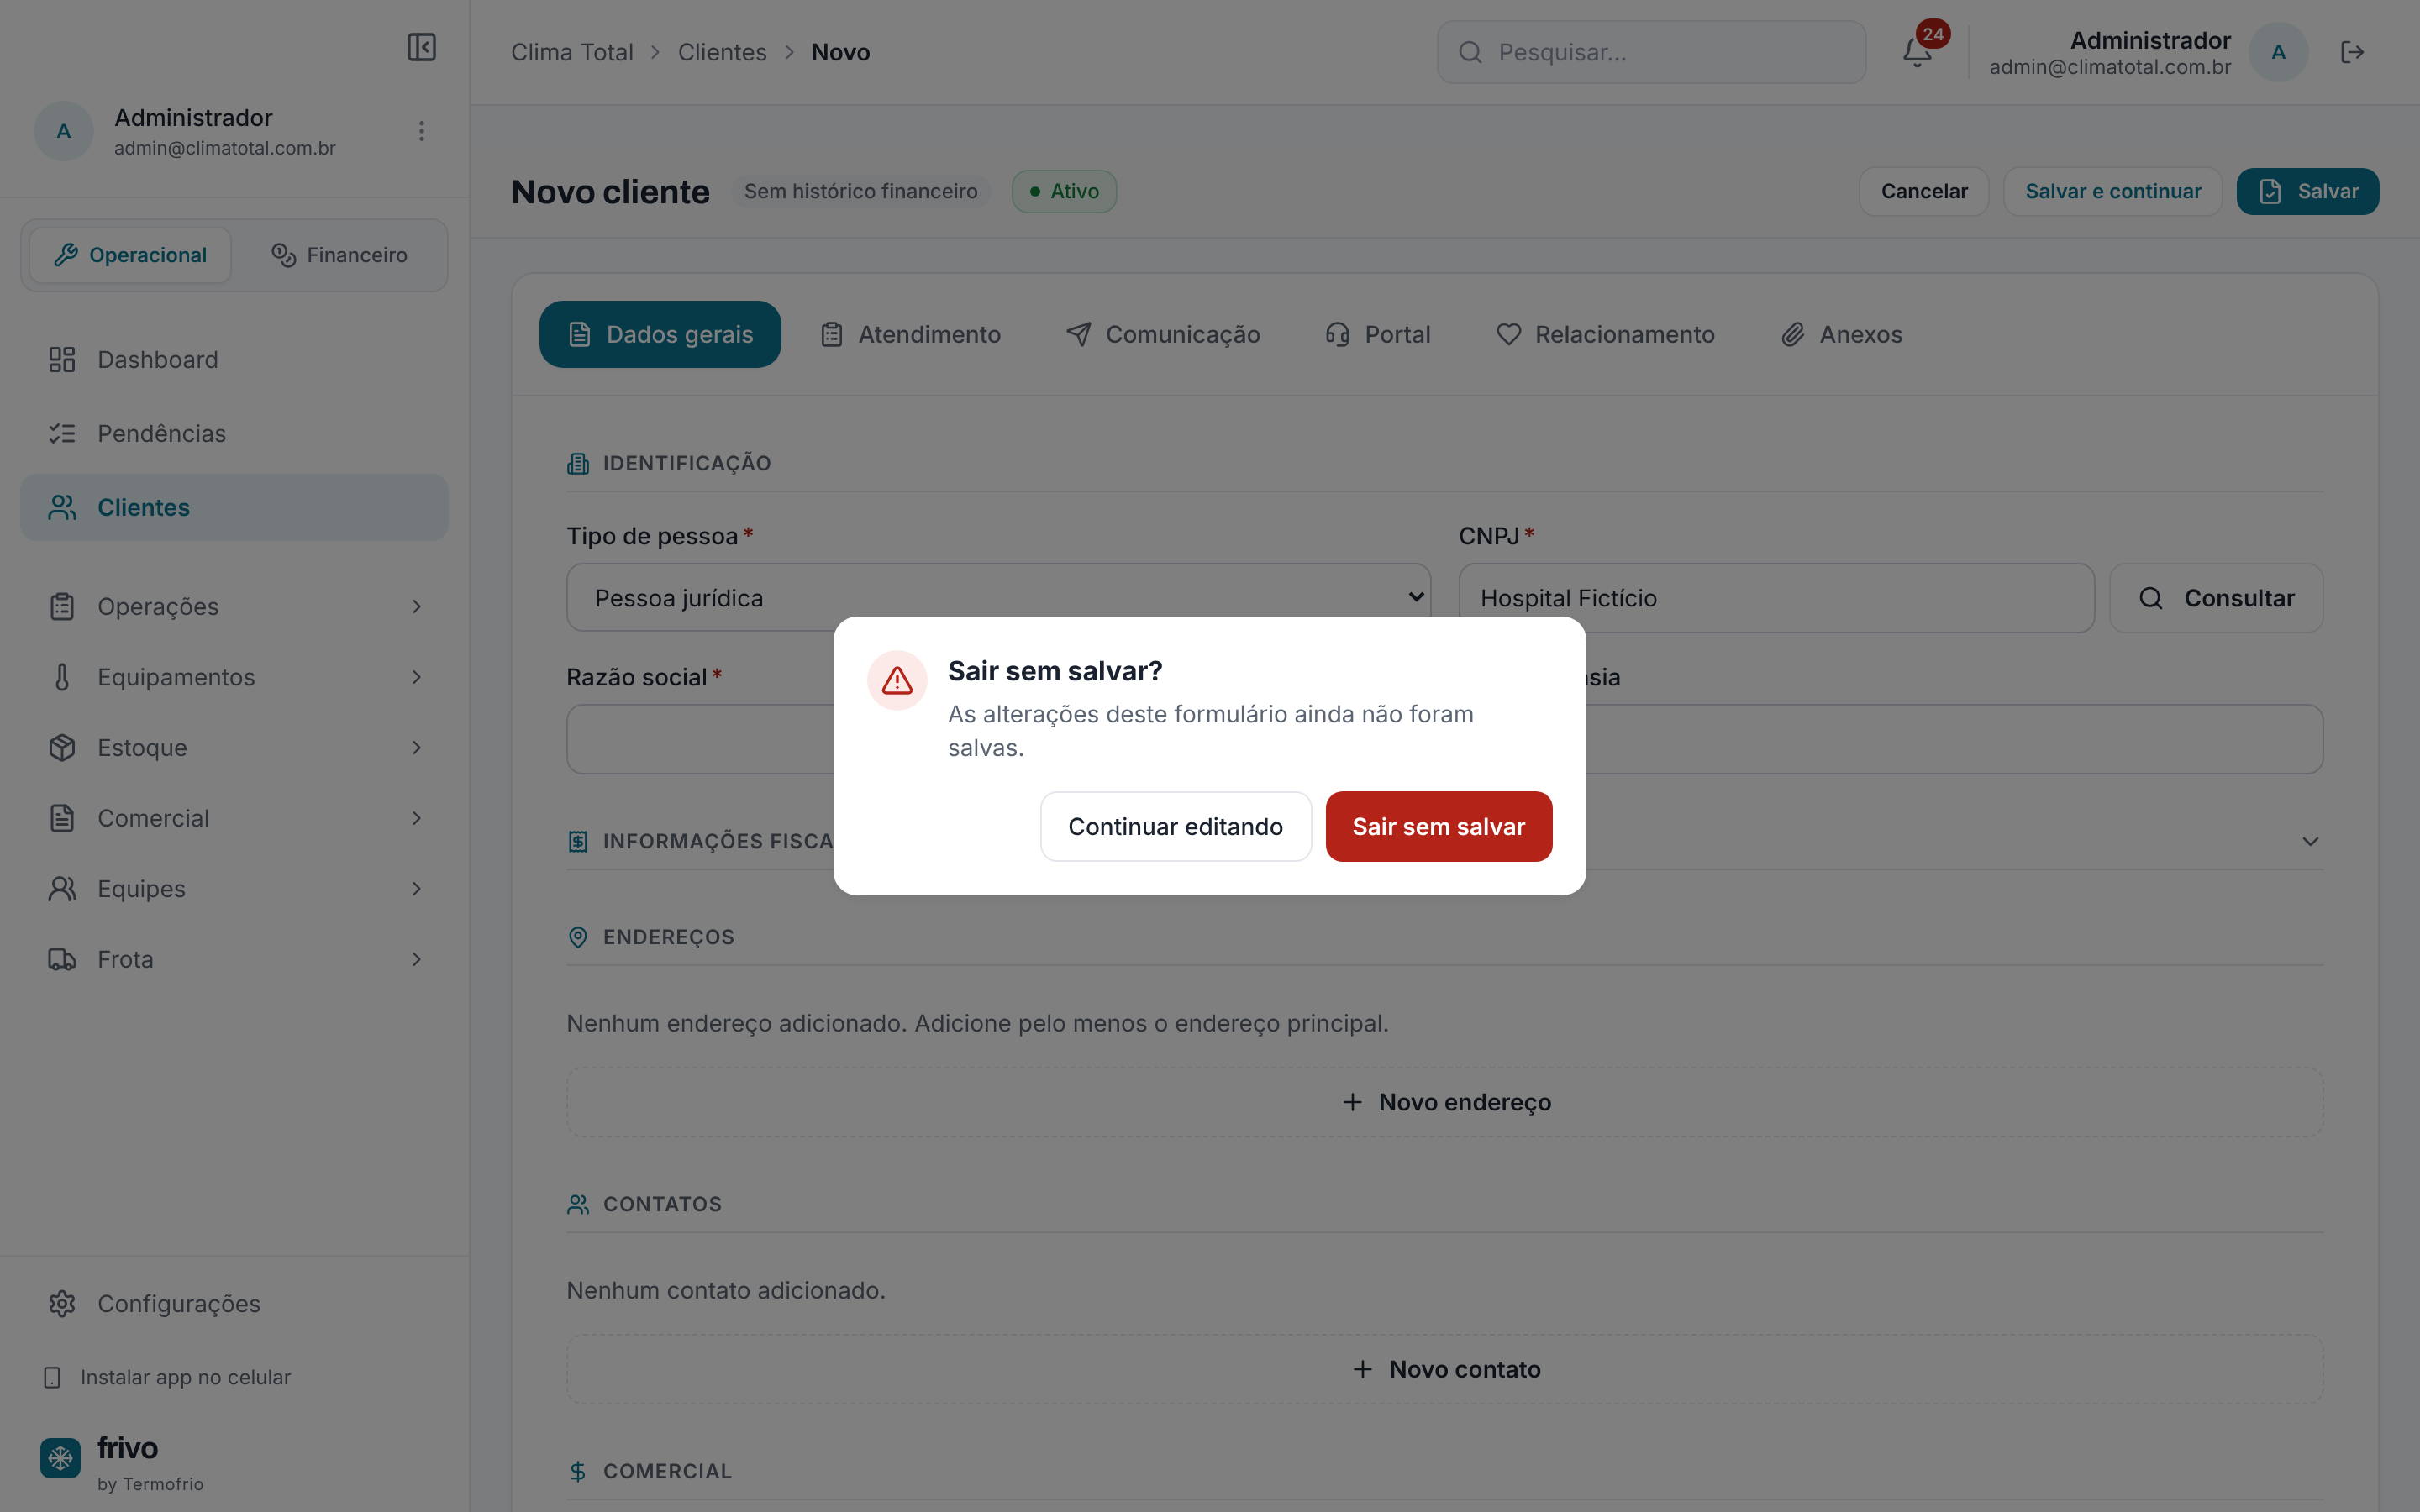 Clima Total > Clientes > Novo
Pesquisar...
24
Administrador
admin@climatotal.com.br
A
A
Administrador
admin@climatotal.com.br
Operacional
Financeiro
Dashboard
Pendências
Clientes
Operações
Equipamentos
Estoque
Comercial
Equipes
Frota
Configurações
Instalar app no celular
frivo
by Termofrio
Novo cliente
Sem histórico financeiro
Ativo
Cancelar
Salvar e continuar
Salvar
Dados gerais
Atendimento
Comunicação
Portal
Relacionamento
Anexos
IDENTIFICAÇÃO
Tipo de pessoa*
CNPJ*
Pessoa jurídica
Hospital Fictício
Consultar
Razão social*
Sair sem salvar?
As alterações deste formulário ainda não foram
salvas.
Continuar editando
Sair sem salvar
INFORMAÇÕES
ENDEREÇOS
Nenhum endereço adicionado. Adicione pelo menos o endereço principal.
+ Novo endereço
CONTATOS
Nenhum contato adicionado.
+ Novo contato
COMERCIAL